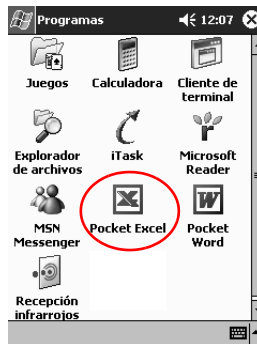 Programas 12:07
Juegos Calculadora Cliente de
terminal
Explorador iTask Microsoft
de archivos Reader
MSN Pocket Excel Pocket
Messenger Word
Recepción
infrarrojos